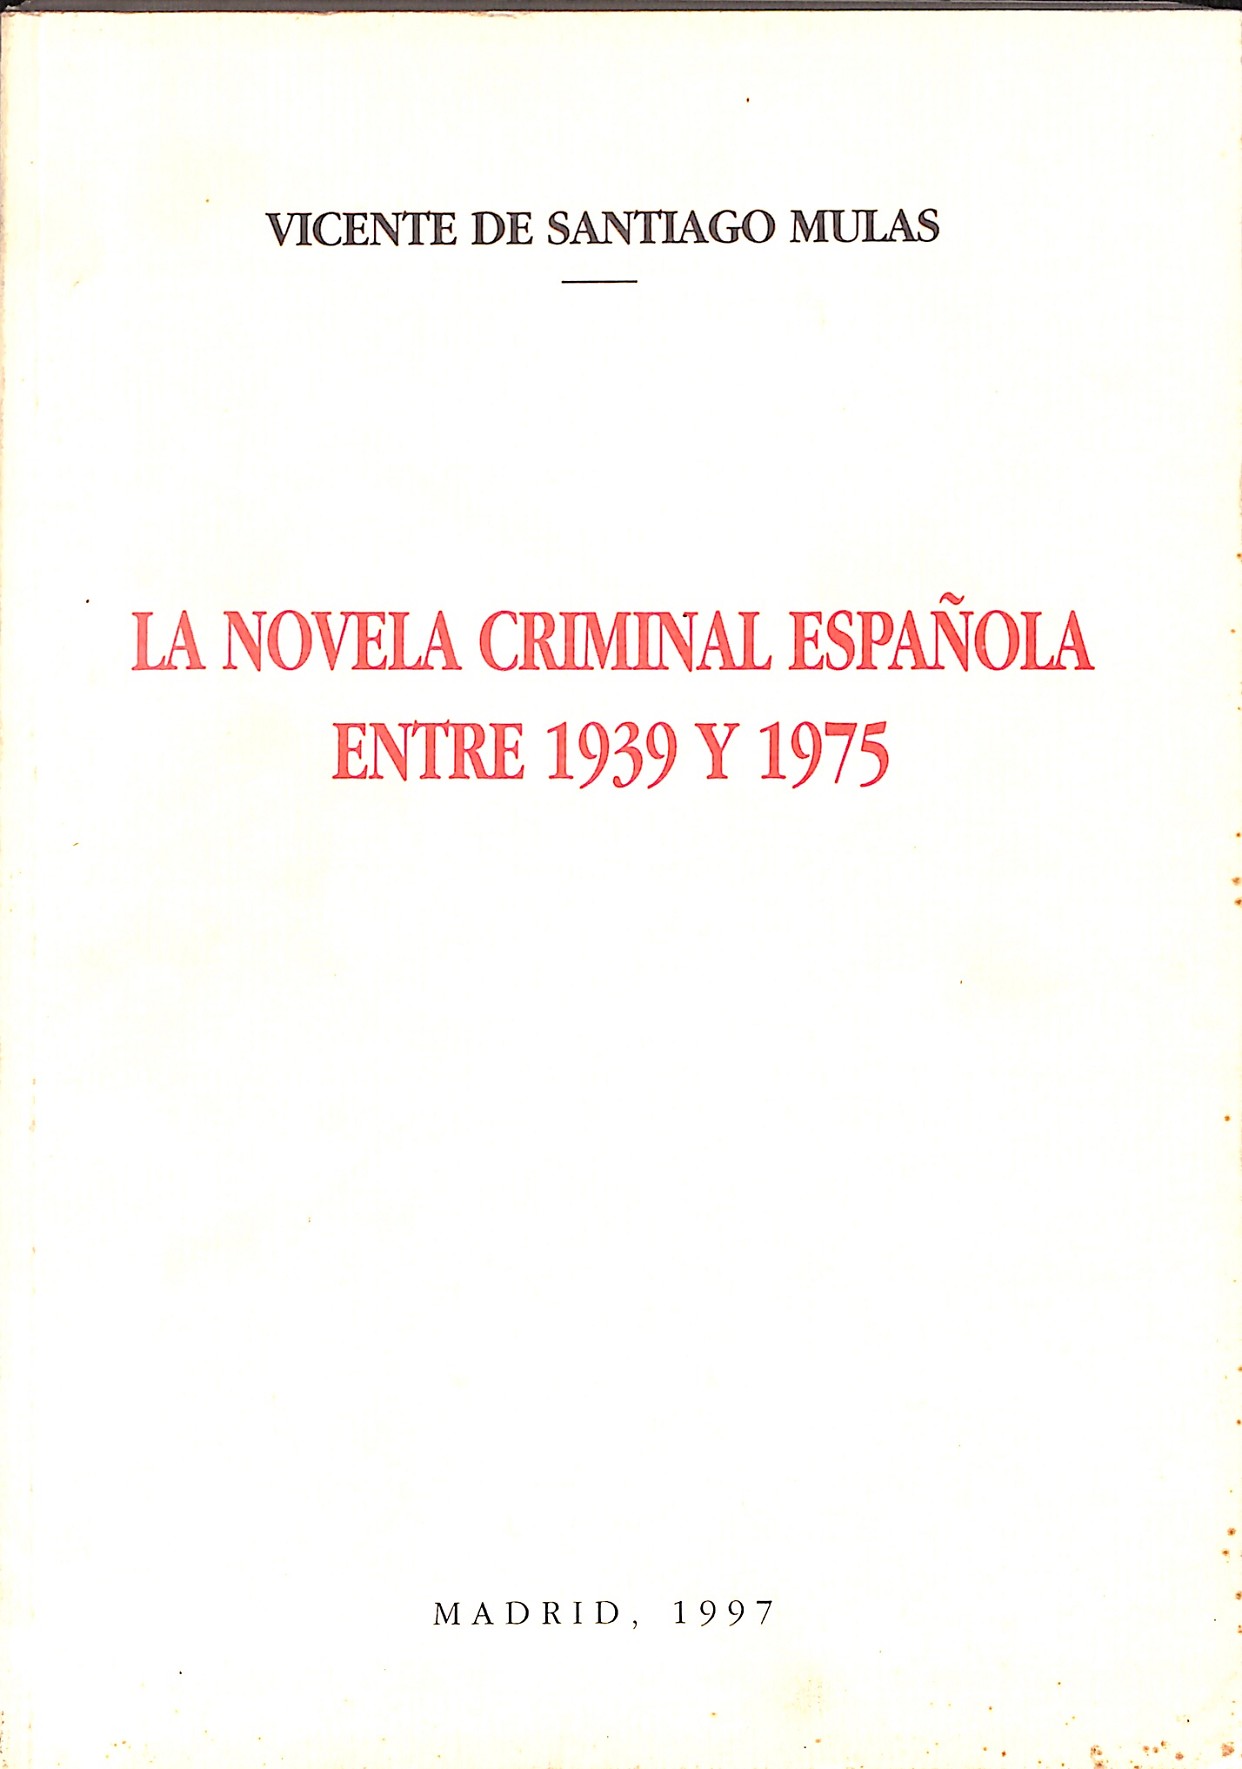 VICENTE DE SANTIAGO MULAS
LA NOVELA CRIMINAL ESPAÑOLA
ENTRE 1939 Y 1975
MADRID, 1997